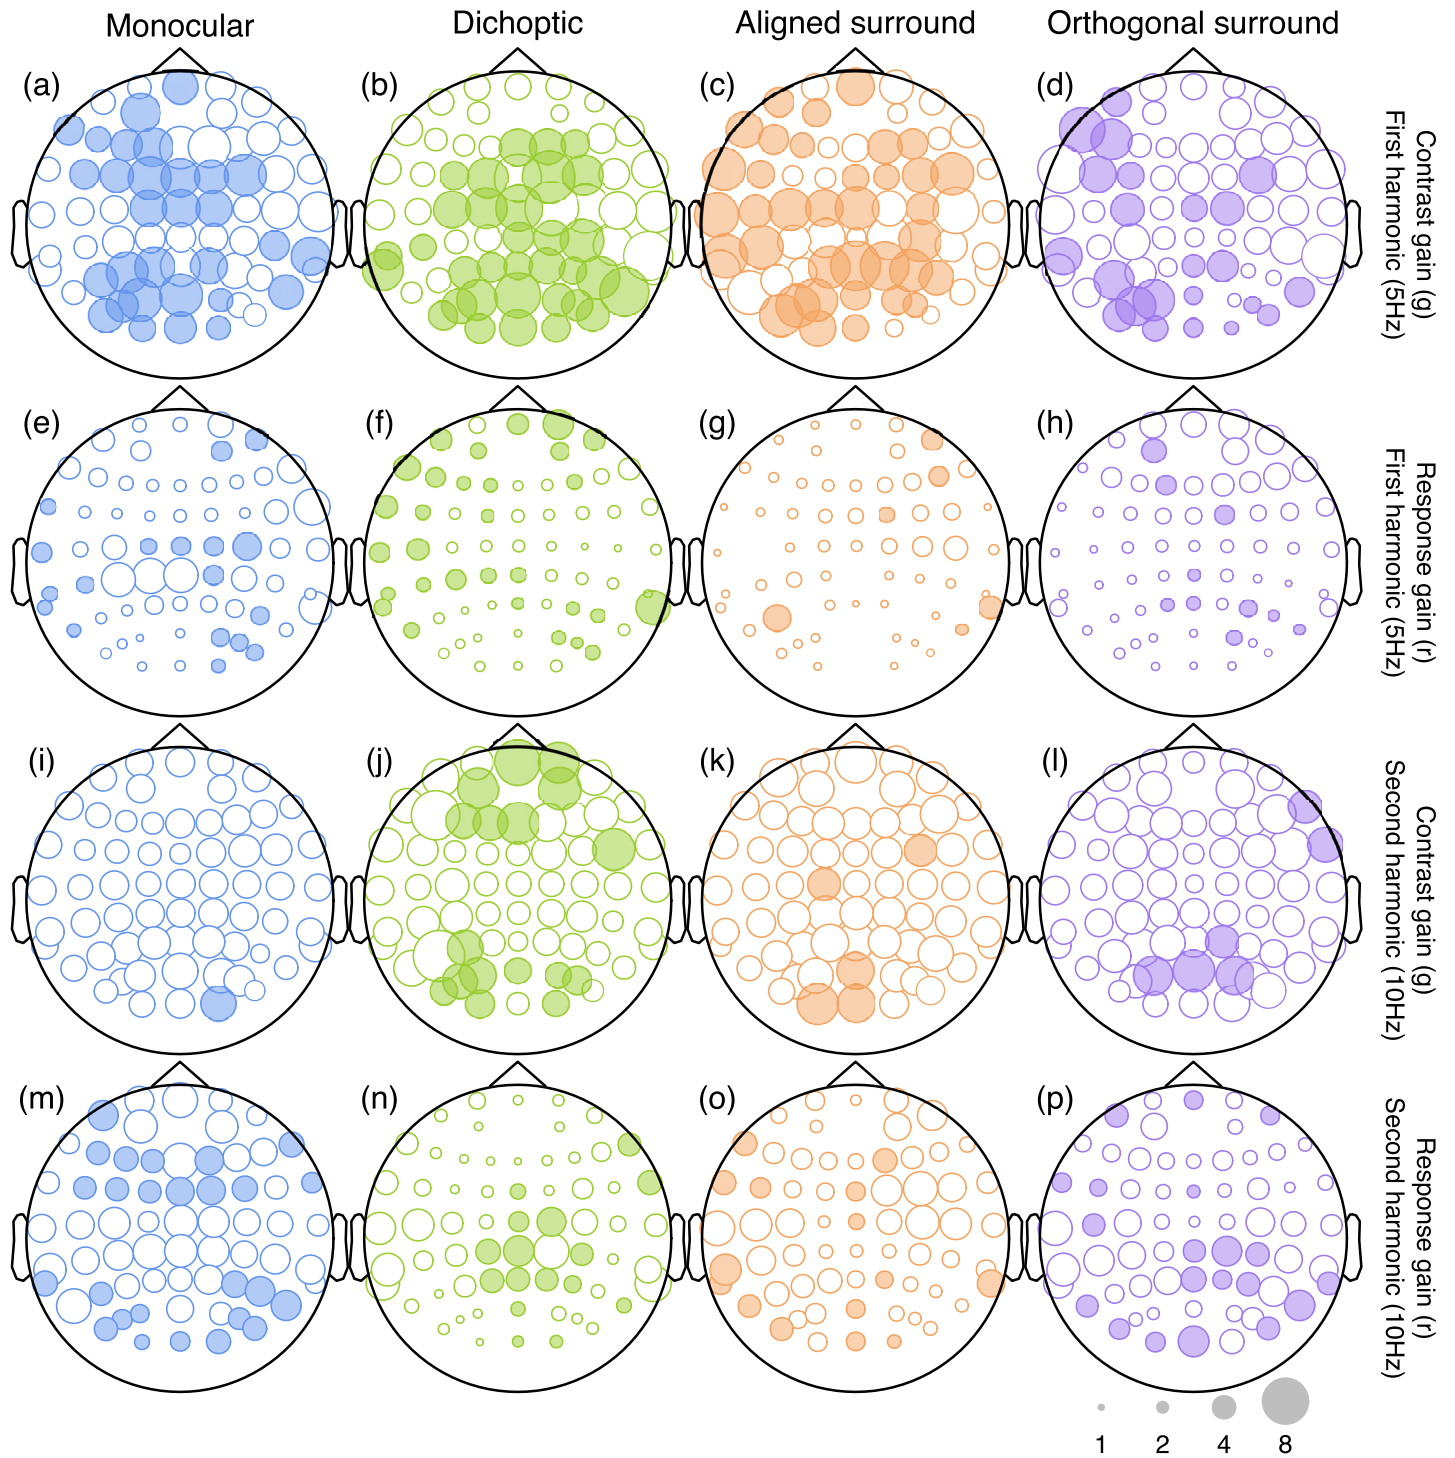 Monocular
Dichoptic
Aligned surround
Orthogonal surround
(a)
(b)
(c)
(d)
Contrast gain (g)
First harmonic (5Hz)
(e)
(f)
(g)
(h)
Response gain (r)
First harmonic (5Hz)
(i)
(j)
(k)
(l)
Contrast gain (g)
Second harmonic (10Hz)
(m)
(n)
(o)
(p)
Response gain (r)
Second harmonic (10Hz)
1 2 4 8